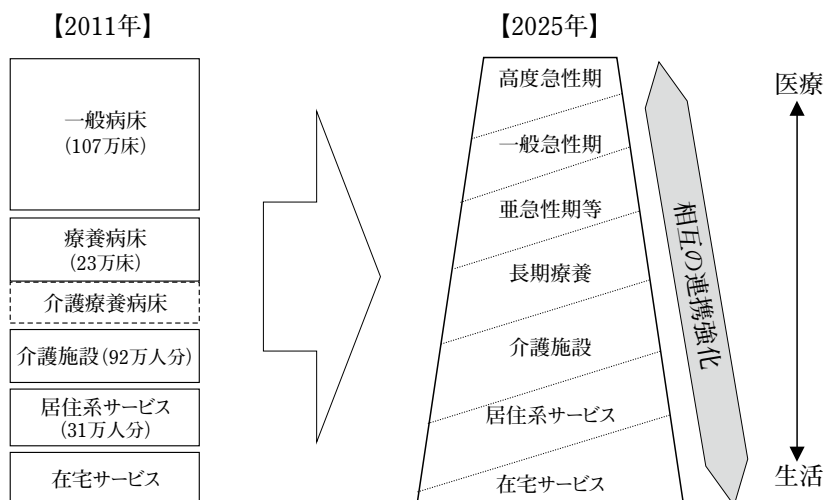 【2011年】
一般病床
(107万床)
療養病床
(23万床)
介護療養病床
介護施設(92万人分)
居住系サービス
(31万人分)
在宅サービス
【2025年】
高度急性期
一般急性期
亜急性期等
長期療養
介護施設
居住系サービス
在宅サービス
相互の連携強化
医療
生活